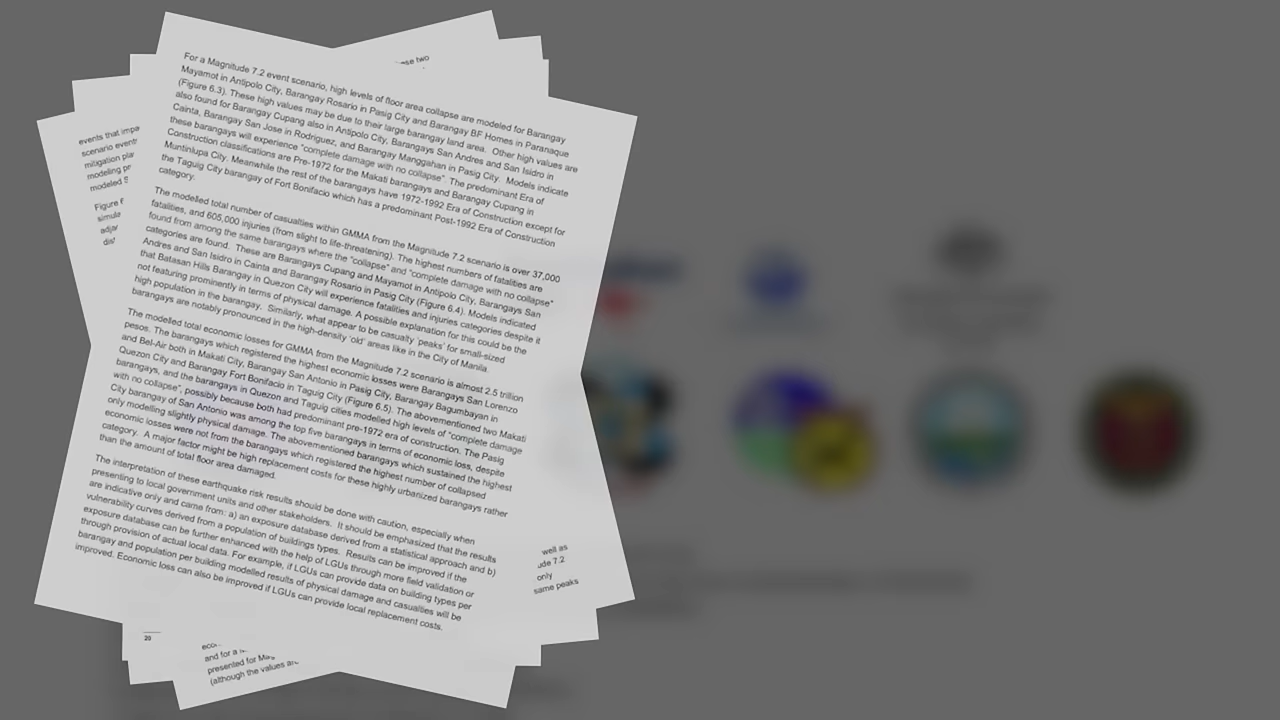 For a Magnitude 7.2 event scenario, high levels of floor area collapse are modeled for Barangay
Mayamot in Antipolo City, Barangay Rosario in Pasig City and Barangay BF Homes in Paranaque
(Figure 6.3). These high values may be due to their large barangay land area. Other high values are
also found for Barangay Cupang also in Antipolo City, Barangays San Andres and San Isidro in
Cainta, Barangay San Jose in Rodriguez, and Barangay Manggahan in Pasig City. Models indicate
these barangays will experience "complete damage with no collapse". The predominant Era of
Construction classifications are Pre-1972 for the Makati barangays and Barangay Cupang in
Muntinlupa City. Meanwhile the rest of the barangays have 1972-1992 Era of Construction except for
the Taguig City barangay of Fort Bonifacio which has a predominant Post-1992 Era of Construction
category.
The modelled total number of casualties within GMMA from the Magnitude 7.2 scenario is over 37,000
fatalities, and 605,000 injuries (from slight to life-threatening). The highest numbers of fatalities are
found from among the same barangays where the "collapse" and "complete damage with no collapse"
categories are found. These are Barangays Cupang and Mayamot in Antipolo City, Barangays San
Andres and San Isidro in Cainta and Barangay Rosario in Pasig City (Figure 6.4). Models indicated
that Batasan Hills Barangay in Quezon City will experience fatalities and injuries categories despite it
not featuring prominently in terms of physical damage. A possible explanation for this could be the
high population in the barangay. Similarly, what appear to be casualty 'peaks' for small-sized
barangays are notably pronounced in the high-density 'old' areas like in the City of Manila.
The modelled total economic losses for GMMA from the Magnitude 7.2 scenario is almost 2.5 trillion
pesos. The barangays which registered the highest economic losses were Barangays San Lorenzo
and Bel-Air both in Makati City, Barangay San Antonio in Pasig City, Barangay Bagumbayan in
Quezon City and Barangay Fort Bonifacio in Taguig City (Figure 6.5). The abovementioned two Makati
barangays, and the barangays in Quezon and Taguig cities modelled high levels of "complete damage
with no collapse", possibly because both had predominant pre-1972 era of construction. The Pasig
City barangay of San Antonio was among the top five barangays in terms of economic loss, despite
only modelling slightly physical damage. The abovementioned barangays which sustained the highest
economic losses were not from the barangays which registered the highest number of collapsed
category. A major factor might be high replacement costs for these highly urbanized barangays rather
than the amount of total floor area damaged.
The interpretation of these earthquake risk results should be done with caution, especially when
presenting to local government units and other stakeholders. It should be emphasized that the results
are indicative only and came from: a) an exposure database derived from a statistical approach and b)
vulnerability curves derived from a population of buildings types. Results can be improved if the
exposure database can be further enhanced with the help of LGUs through more field validation or
through provision of actual local data. For example, if LGUs can provide data on building types per
barangay and population per building modelled results of physical damage and casualties will be
improved. Economic loss can also be improved if LGUs can provide local replacement costs.
20
events that impa
scenario event
mitigation pla
modeling pr
modeled
Figure
simula
two
well as
7.2
only
same peaks
and for a
presented for
(although the values are